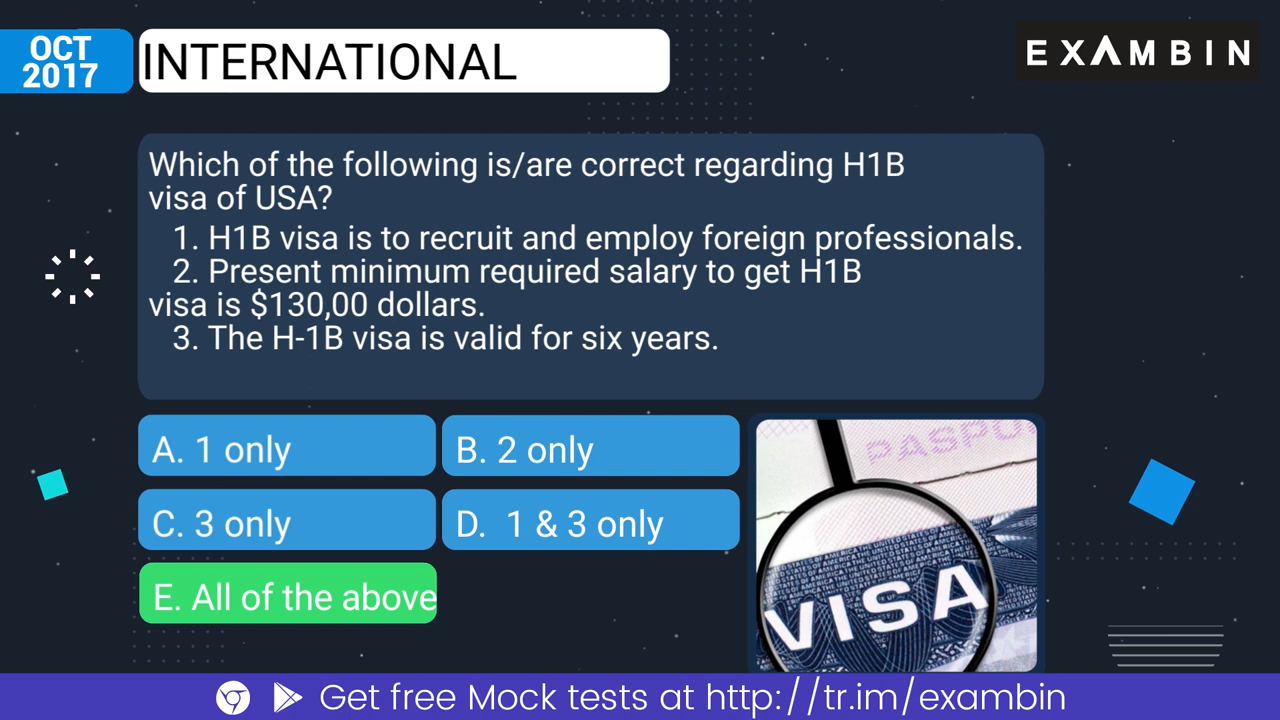 OCT
2017
INTERNATIONAL
EXAMBIN
Which of the following is/are correct regarding H1B
visa of USA?
1. H1B visa is to recruit and employ foreign professionals.
2. Present minimum required salary to get H1B
visa is $130,00 dollars.
3. The H-1B visa is valid for six years.
A. 1 only
B. 2 only
C. 3 only
D. 1 & 3 only
E. All of the above
PASPO
VISA
Get free Mock tests at http://tr.im/exambin